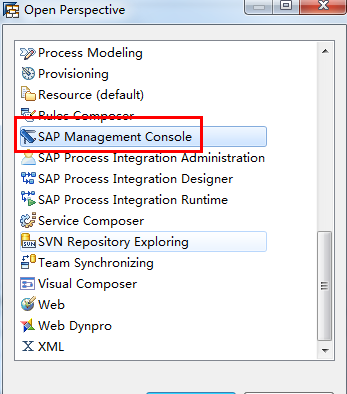 Open Perspective
Process Modeling
Provisioning
Resource (default)
Rules Composer
SAP Management Console
SAP Process Integration Administration
SAP Process Integration Designer
SAP Process Integration Runtime
Service Composer
SVN Repository Exploring
Team Synchronizing
Visual Composer
Web
Web Dynpro
XML